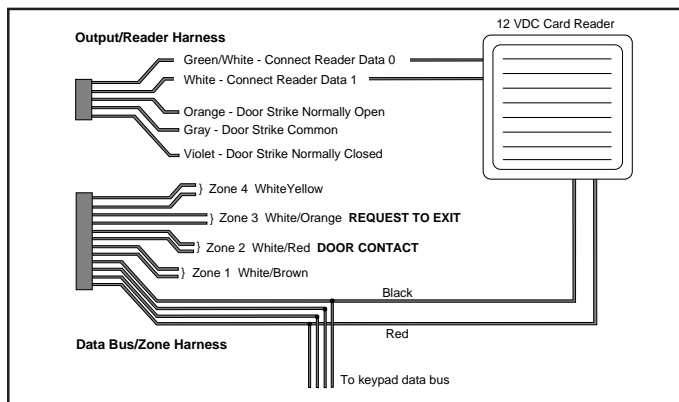 12 VDC Card Reader
Output/Reader Harness
Green/White - Connect Reader Data 0
White - Connect Reader Data 1
Orange - Door Strike Normally Open
Gray - Door Strike Common
Violet - Door Strike Normally Closed
} Zone 4 WhiteYellow
} Zone 3 White/Orange REQUEST TO EXIT
} Zone 2 White/Red DOOR CONTACT
} Zone 1 White/Brown
Black
Red
Data Bus/Zone Harness
To keypad data bus